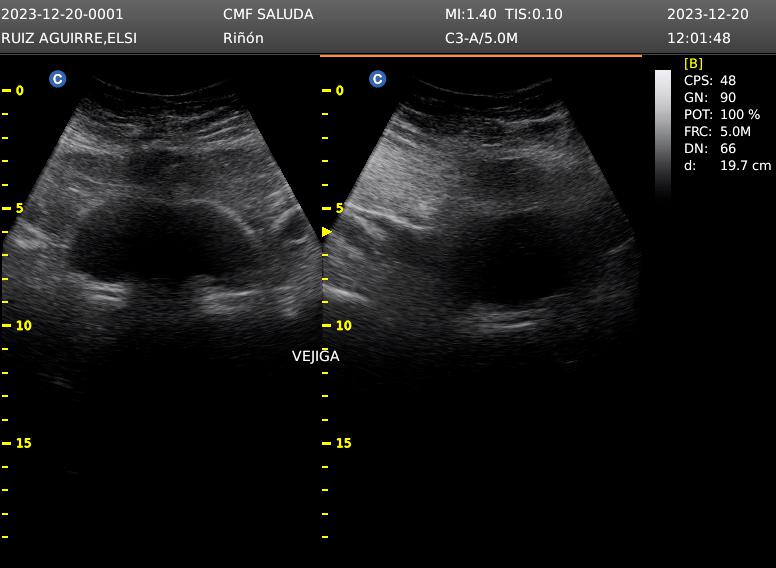 2023-12-20-0001 CMF SALUDA MI:1.40 TIS:0.10 2023-12-20
RUIZ AGUIRRE,ELSI Riñón C3-A/5.0M 12:01:48
[B]
CPS: 48
GN: 90
POT: 100 %
FRC: 5.0M
DN: 66
d: 19.7 cm
C C
0 0
5 5
10 10
VEJIGA
15 15